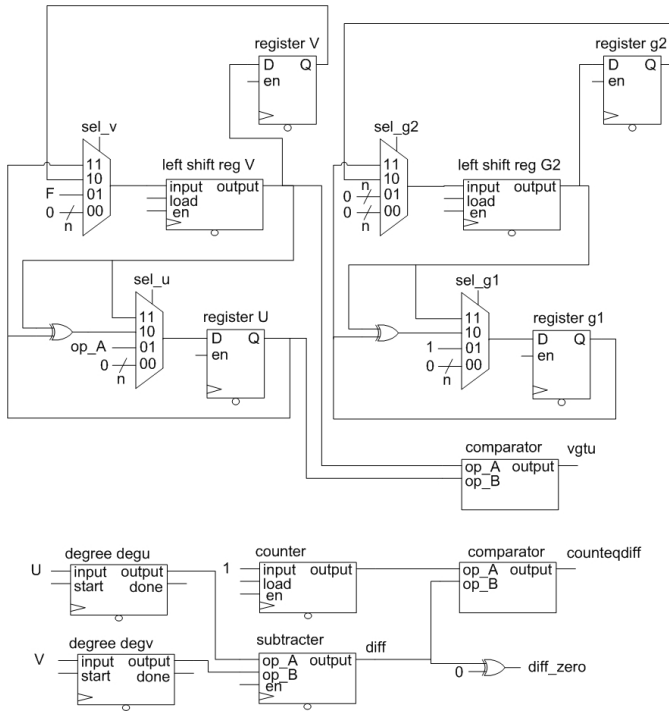 register V
D Q
en
register g2
D Q
en
sel_v
11
10
F 01
0 00
n
left shift reg V
input output
load
en
sel_g2
11
10
n
0 01
0 00
n
left shift reg G2
input output
load
en
sel_u
11
10
op_A 01
0 00
n
register U
D Q
en
sel_g1
11
10
1 01
0 00
n
register g1
D Q
en
comparator
op_A output
op_B
vgtu
degree degu
U
input output
start done
counter
1
input output
load
en
comparator
op_A output
op_B
counteqdiff
degree degv
V
input output
start done
subtracter
op_A output
op_B
en
diff
0
diff_zero